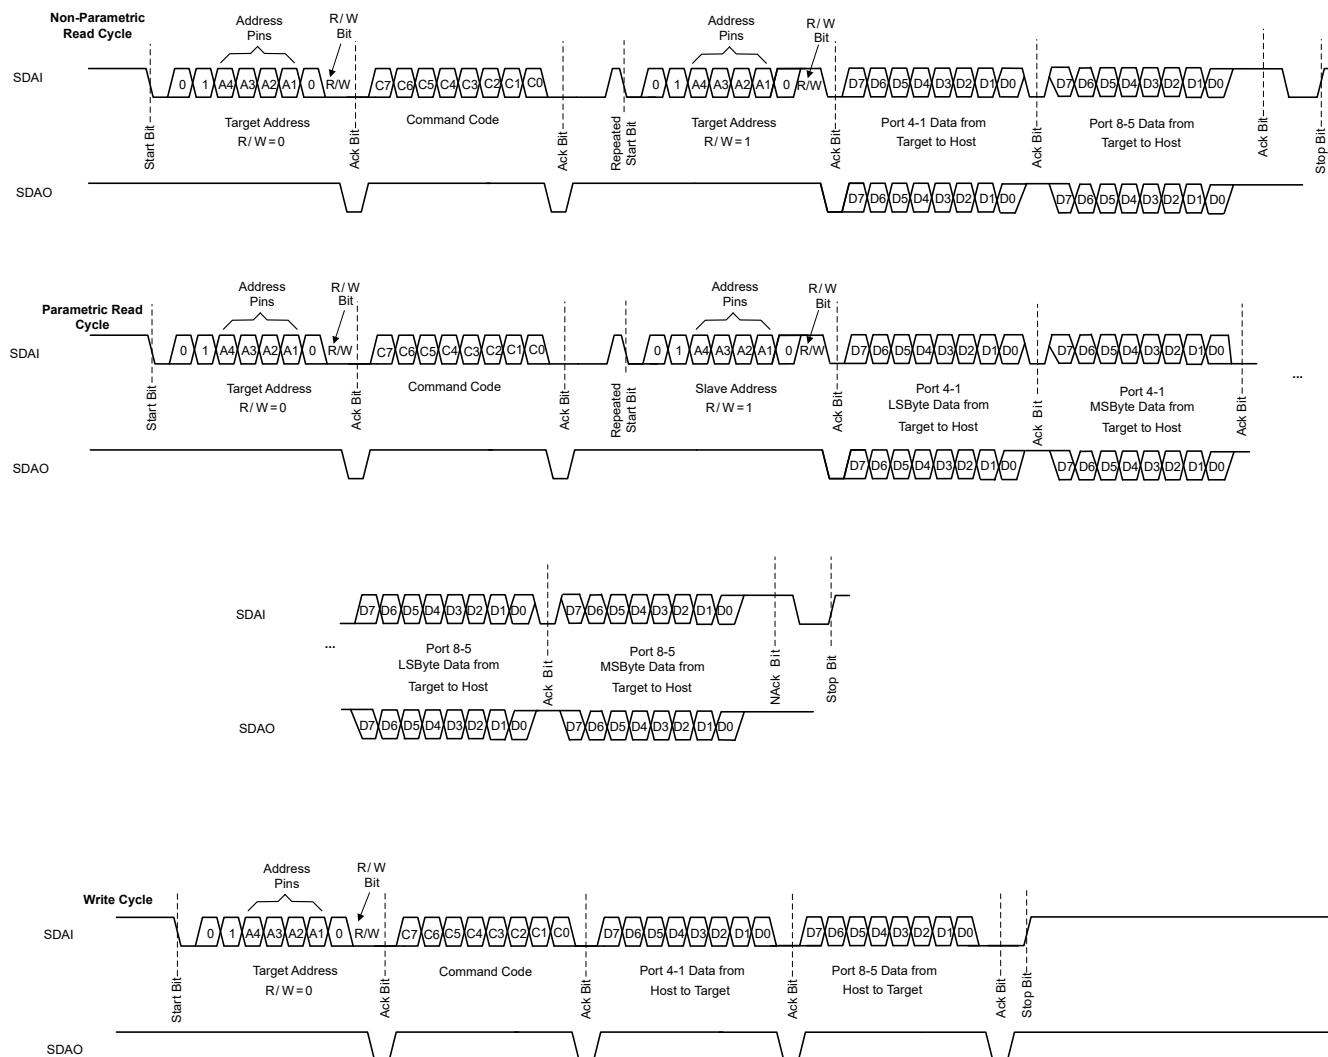 Non-Parametric
Read Cycle
Address
Pins
R/ W
Bit
Address
Pins
R/ W
Bit
SDAI
0 1 A4 A3 A2 A1 0 R/W C7 C6 C5 C4 C3 C2 C1 C0 0 1 A4 A3 A2 A1 0 R/W D7 D6 D5 D4 D3 D2 D1 D0 D7 D6 D5 D4 D3 D2 D1 D0
Start Bit
Target Address
R/ W = 0
Ack Bit
Command Code
Ack Bit
Repeated
Start Bit
Target Address
R/ W = 1
Ack Bit
Port 4-1 Data from
Target to Host
Ack Bit
Port 8-5 Data from
Target to Host
Ack Bit
Stop Bit
SDAO
D7 D6 D5 D4 D3 D2 D1 D0 D7 D6 D5 D4 D3 D2 D1 D0
Parametric Read
Cycle
Address
Pins
R/ W
Bit
Address
Pins
R/ W
Bit
SDAI
0 1 A4 A3 A2 A1 0 R/W C7 C6 C5 C4 C3 C2 C1 C0 0 1 A4 A3 A2 A1 0 R/W D7 D6 D5 D4 D3 D2 D1 D0 D7 D6 D5 D4 D3 D2 D1 D0
...
Start Bit
Target Address
R/ W = 0
Ack Bit
Command Code
Ack Bit
Repeated
Start Bit
Slave Address
R/ W = 1
Ack Bit
Port 4-1
LSByte Data from
Target to Host
Ack Bit
Port 4-1
MSByte Data from
Target to Host
Ack Bit
SDAO
D7 D6 D5 D4 D3 D2 D1 D0 D7 D6 D5 D4 D3 D2 D1 D0
SDAI
D7 D6 D5 D4 D3 D2 D1 D0 D7 D6 D5 D4 D3 D2 D1 D0
...
Port 8-5
LSByte Data from
Target to Host
Ack Bit
Port 8-5
MSByte Data from
Target to Host
NAck Bit
Stop Bit
SDAO
D7 D6 D5 D4 D3 D2 D1 D0 D7 D6 D5 D4 D3 D2 D1 D0
Write Cycle
Address
Pins
R/ W
Bit
SDAI
0 1 A4 A3 A2 A1 0 R/W C7 C6 C5 C4 C3 C2 C1 C0 D7 D6 D5 D4 D3 D2 D1 D0 D7 D6 D5 D4 D3 D2 D1 D0
Start Bit
Target Address
R/ W = 0
Ack Bit
Command Code
Ack Bit
Port 4-1 Data from
Host to Target
Ack Bit
Port 8-5 Data from
Host to Target
Ack Bit
Stop Bit
SDAO